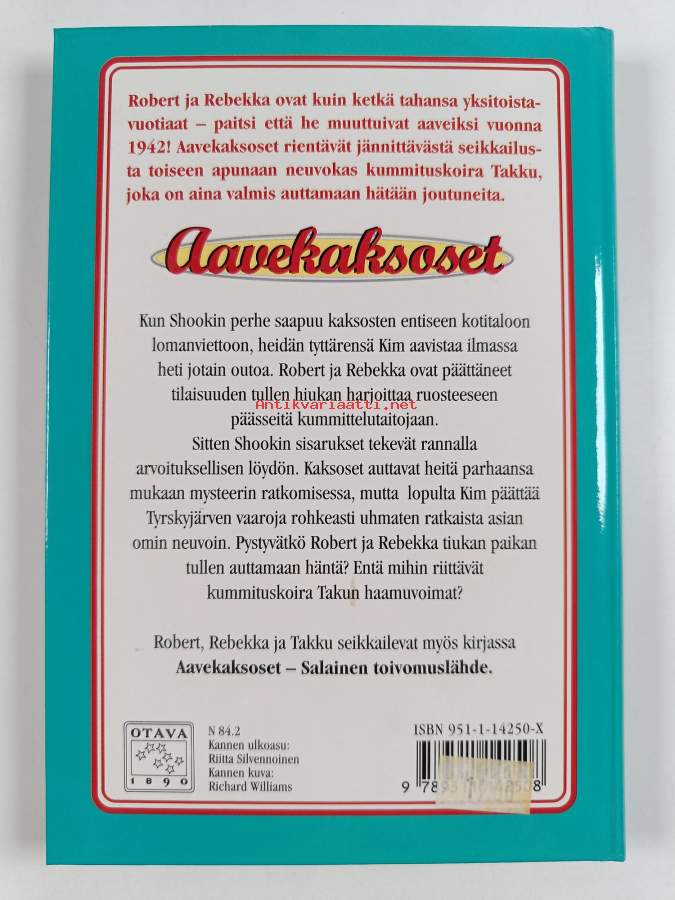 Robert ja Rebekka ovat kuin ketkä tahansa yksitoista-
vuotiaat – paitsi että he muuttuivat aaveiksi vuonna
1942! Aavekaksoset rientävät jännittävästä seikkailus-
ta toiseen apunaan neuvokas kummituskoira Takku,
joka on aina valmis auttamaan hätään joutuneita.
Aavekaksoset
Kun Shookin perhe saapuu kaksosten entiseen kotitaloon
lomanviettoon, heidän tyttärensä Kim aavistaa ilmassa
heti jotain outoa. Robert ja Rebekka ovat päättäneet
tilaisuuden tullen hiukan harjoittaa ruosteeseen
Antikvariaatti.net
päässeitä kummittelutaitojaan.
Sitten Shookin sisarukset tekevät rannalla
arvoituksellisen löydön. Kaksoset auttavat heitä parhaansa
mukaan mysteerin ratkomisessa, mutta lopulta Kim päättää
Tyrskyjärven vaaroja rohkeasti uhmaten ratkaista asian
omin neuvoin. Pystyvätkö Robert ja Rebekka tiukan paikan
tullen auttamaan häntä? Entä mihin riittävät
kummituskoira Takun haamuvoimat?
Robert, Rebekka ja Takku seikkailevat myös kirjassa
Aavekaksoset – Salainen toivomuslähde.
OTAVA
1890
N 84.2
Kannen ulkoasu:
Riitta Silvennoinen
Kannen kuva:
Richard Williams
ISBN 951-1-14250-X
9 789511 142508